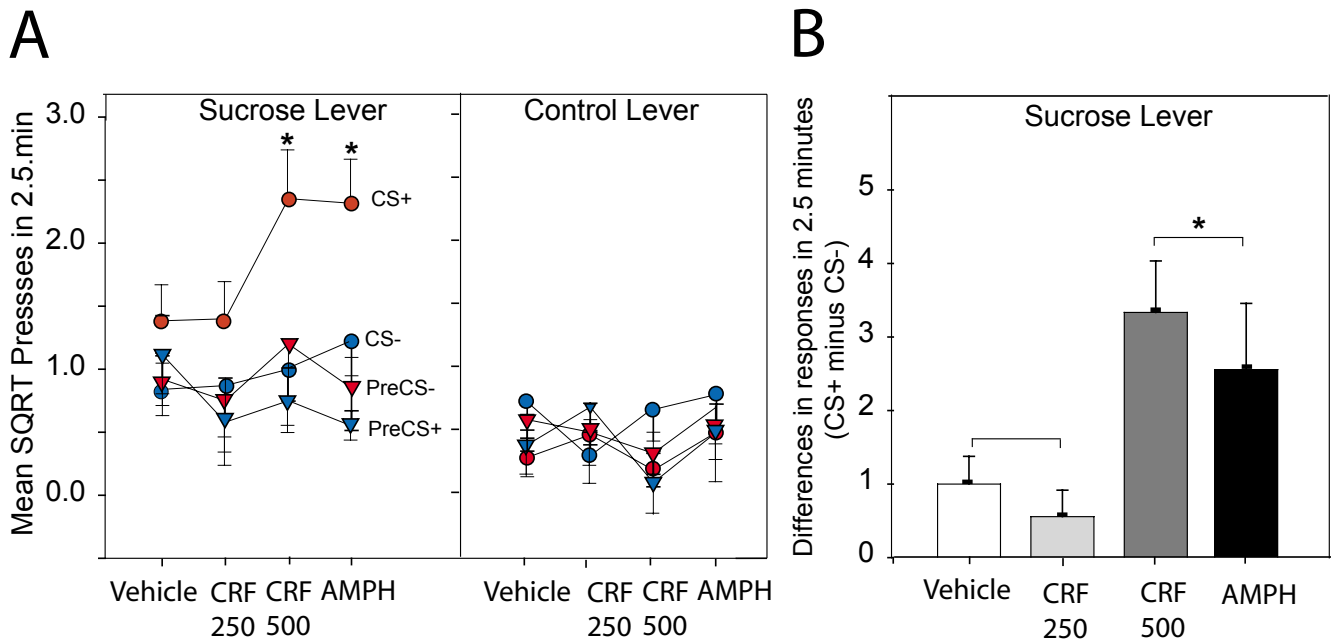 A
B
Mean SQRT Pressses in 2.5.min
3.0
2.0
1.0
0.0
Sucrose Lever
*
*
CS+
CS-
PreCS-
PreCS+
Control Lever
Vehicle
CRF
250
CRF
500
AMPH
Vehicle
CRF
250
CRF
500
AMPH
Differences in responses in 2.5 minutes
(CS+ minus CS-)
Sucrose Lever
5
4
3
2
1
0
*
Vehicle
CRF
250
CRF
500
AMPH